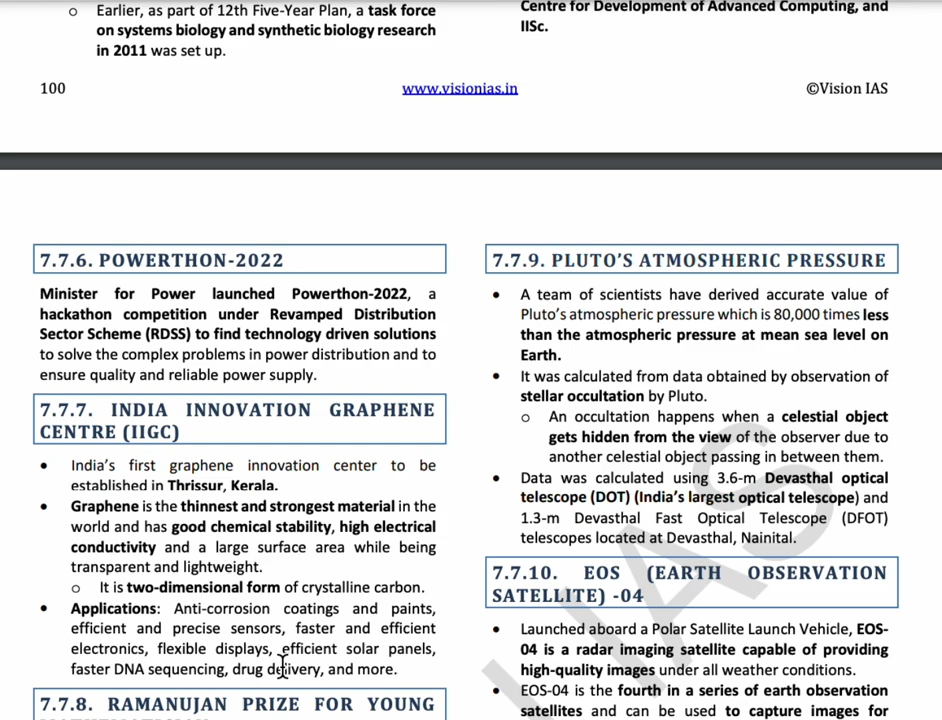 o Earlier, as part of 12th Five-Year Plan, a task force
on systems biology and synthetic biology research
in 2011 was set up.
Centre for Development of Advanced Computing, and
IISc.
100 www.visionias.in ©Vision IAS
7.7.6. POWERTHON-2022
Minister for Power launched Powerthon-2022, a
hackathon competition under Revamped Distribution
Sector Scheme (RDSS) to find technology driven solutions
to solve the complex problems in power distribution and to
ensure quality and reliable power supply.
7.7.7. INDIA INNOVATION GRAPHENE
CENTRE (IIGC)
• India's first graphene innovation center to be
established in Thrissur, Kerala.
• Graphene is the thinnest and strongest material in the
world and has good chemical stability, high electrical
conductivity and a large surface area while being
transparent and lightweight.
o It is two-dimensional form of crystalline carbon.
• Applications: Anti-corrosion coatings and paints,
efficient and precise sensors, faster and efficient
electronics, flexible displays, efficient solar panels,
faster DNA sequencing, drug delivery, and more.
7.7.8. RAMANUJAN PRIZE FOR YOUNG
7.7.9. PLUTO'S ATMOSPHERIC PRESSURE
• A team of scientists have derived accurate value of
Pluto's atmospheric pressure which is 80,000 times less
than the atmospheric pressure at mean sea level on
Earth.
• It was calculated from data obtained by observation of
stellar occultation by Pluto.
o An occultation happens when a celestial object
gets hidden from the view of the observer due to
another celestial object passing in between them.
• Data was calculated using 3.6-m Devasthal optical
telescope (DOT) (India's largest optical telescope) and
1.3-m Devasthal Fast Optical Telescope (DFOT)
telescopes located at Devasthal, Nainital.
7.7.10. EOS (EARTH OBSERVATION
SATELLITE) -04
• Launched aboard a Polar Satellite Launch Vehicle, EOS-
04 is a radar imaging satellite capable of providing
high-quality images under all weather conditions.
• EOS-04 is the fourth in a series of earth observation
satellites and can be used to capture images for
IAS